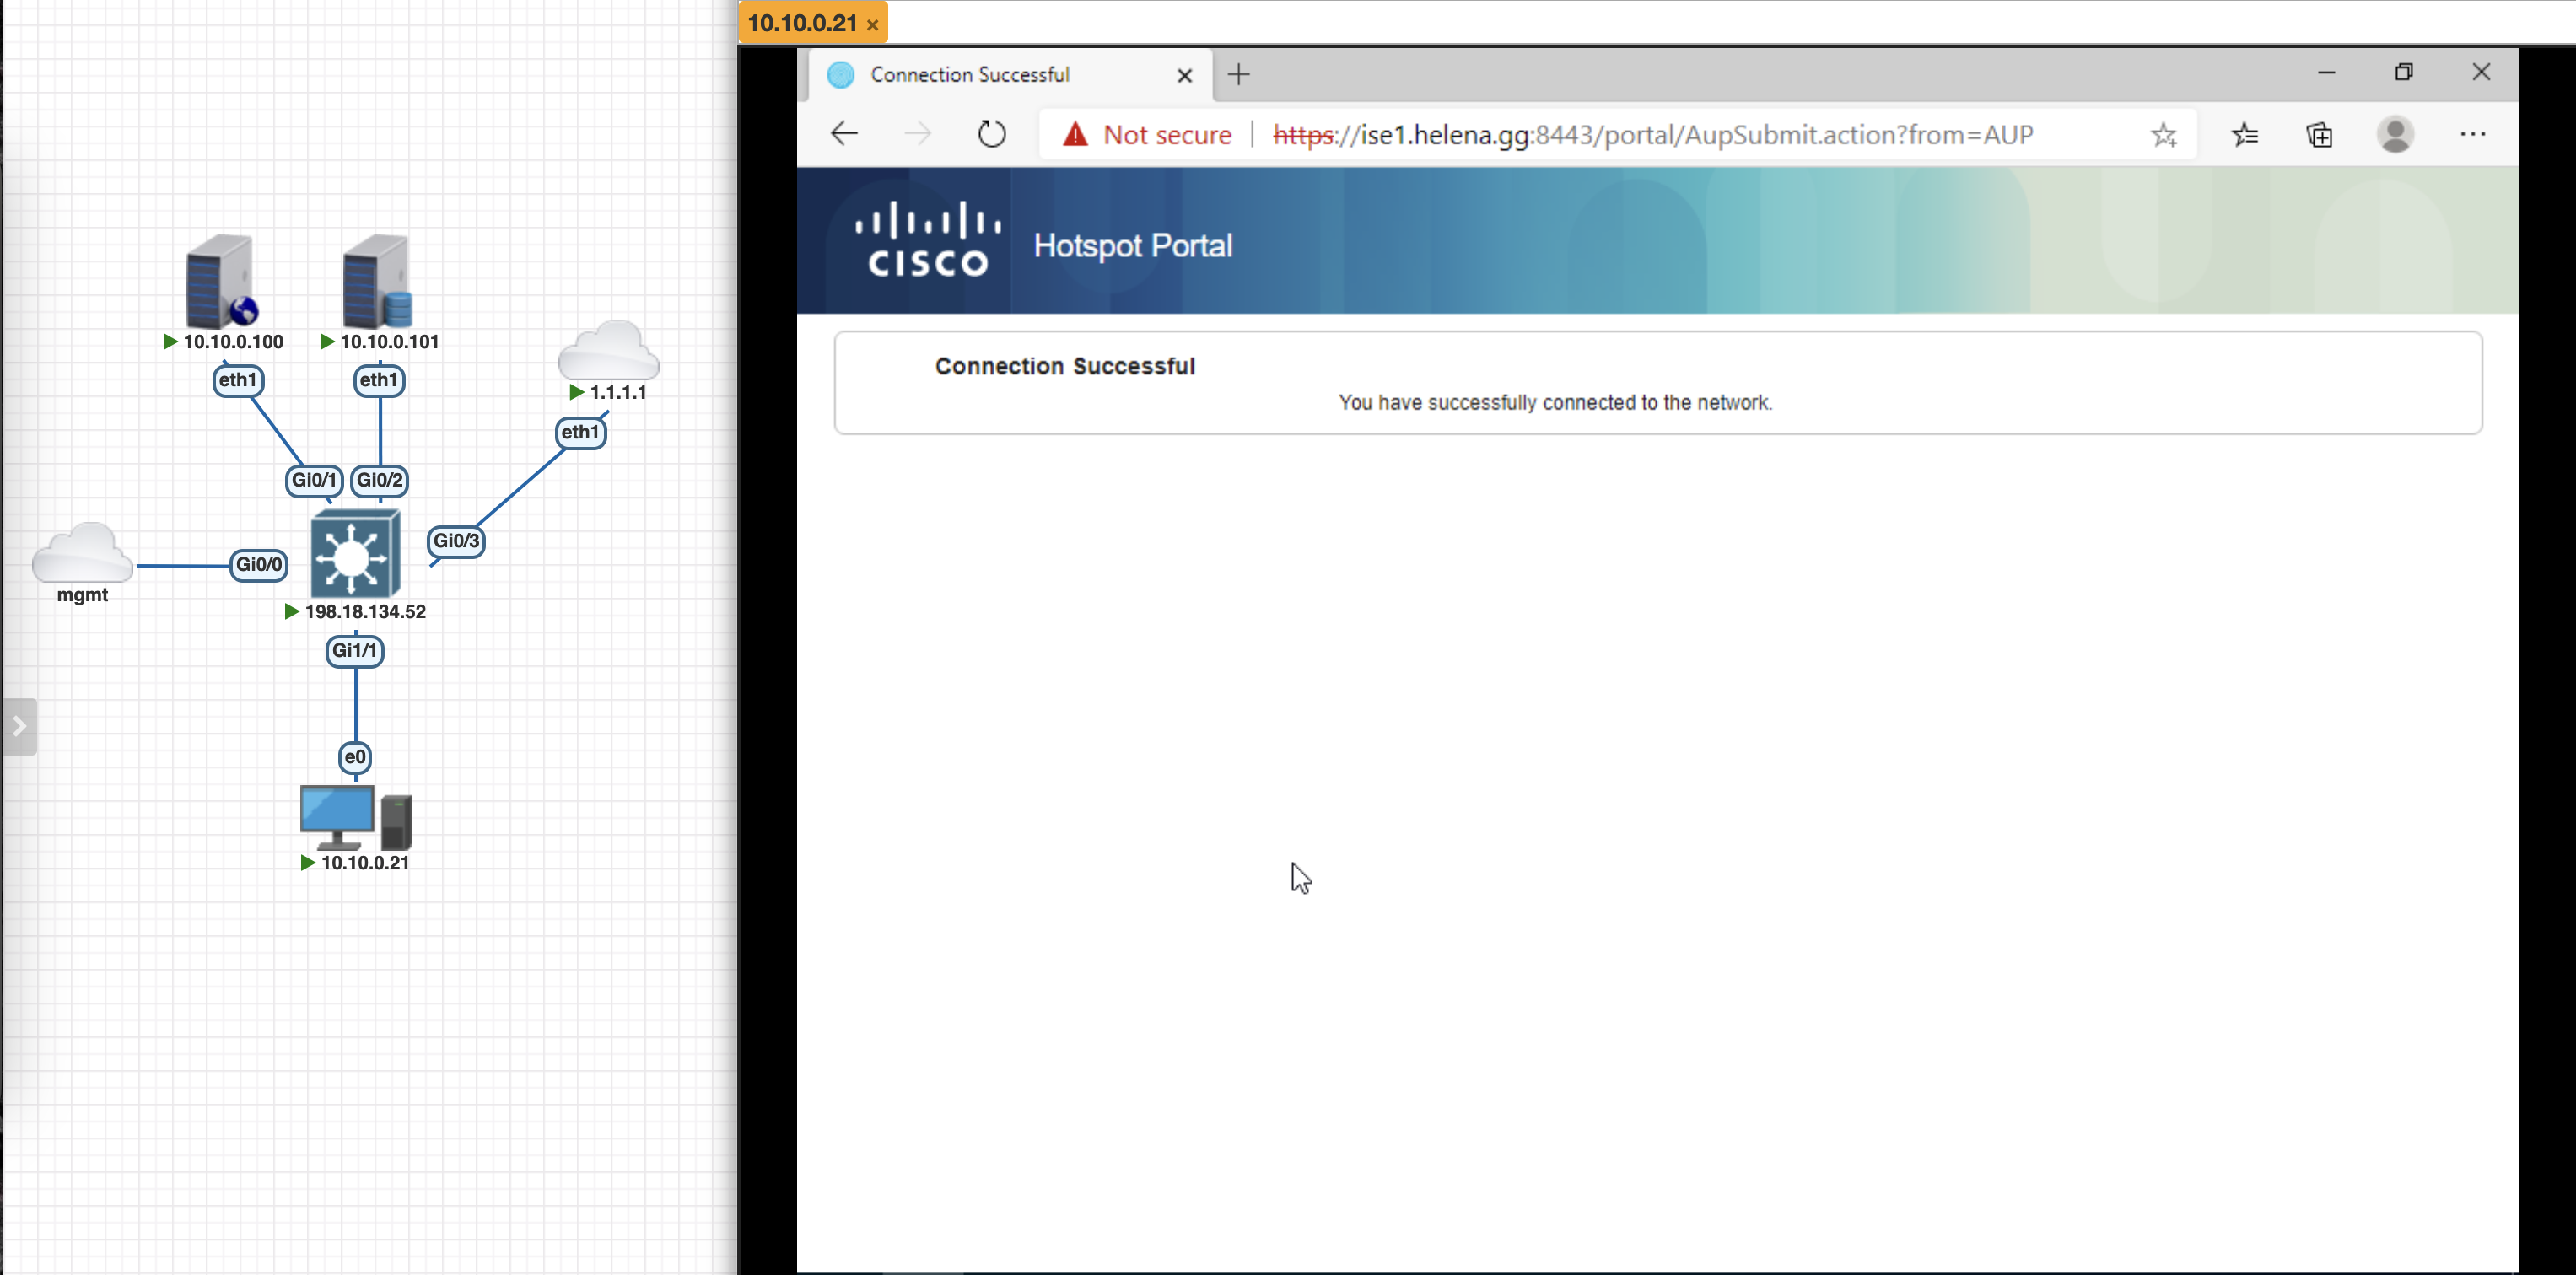 10.10.0.100
10.10.0.101
eth1
eth1
1.1.1.1
eth1
Gi0/1
Gi0/2
Gi0/3
Gi0/0
mgmt
198.18.134.52
Gi1/1
e0
10.10.0.21
10.10.0.21 ×
Connection Successful
Not secure | https://ise1.helena.gg:8443/portal/AupSubmit.action?from=AUP
CISCO
Hotspot Portal
Connection Successful
You have successfully connected to the network.